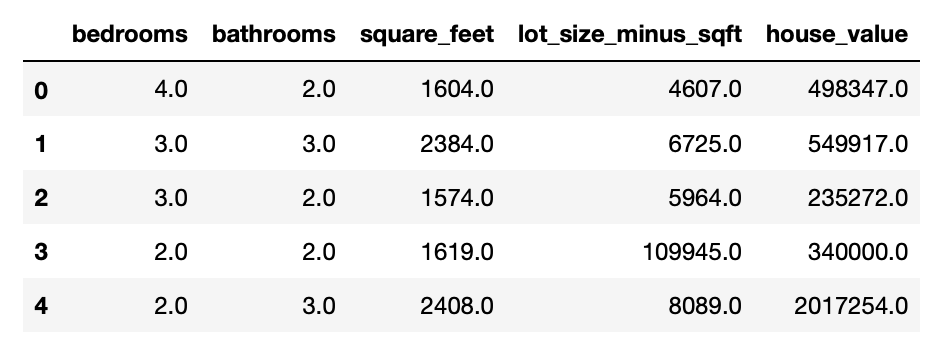 bedrooms bathrooms square_feet lot_size_minus_sqft house_value
0 4.0 2.0 1604.0 4607.0 498347.0
1 3.0 3.0 2384.0 6725.0 549917.0
2 3.0 2.0 1574.0 5964.0 235272.0
3 2.0 2.0 1619.0 109945.0 340000.0
4 2.0 3.0 2408.0 8089.0 2017254.0